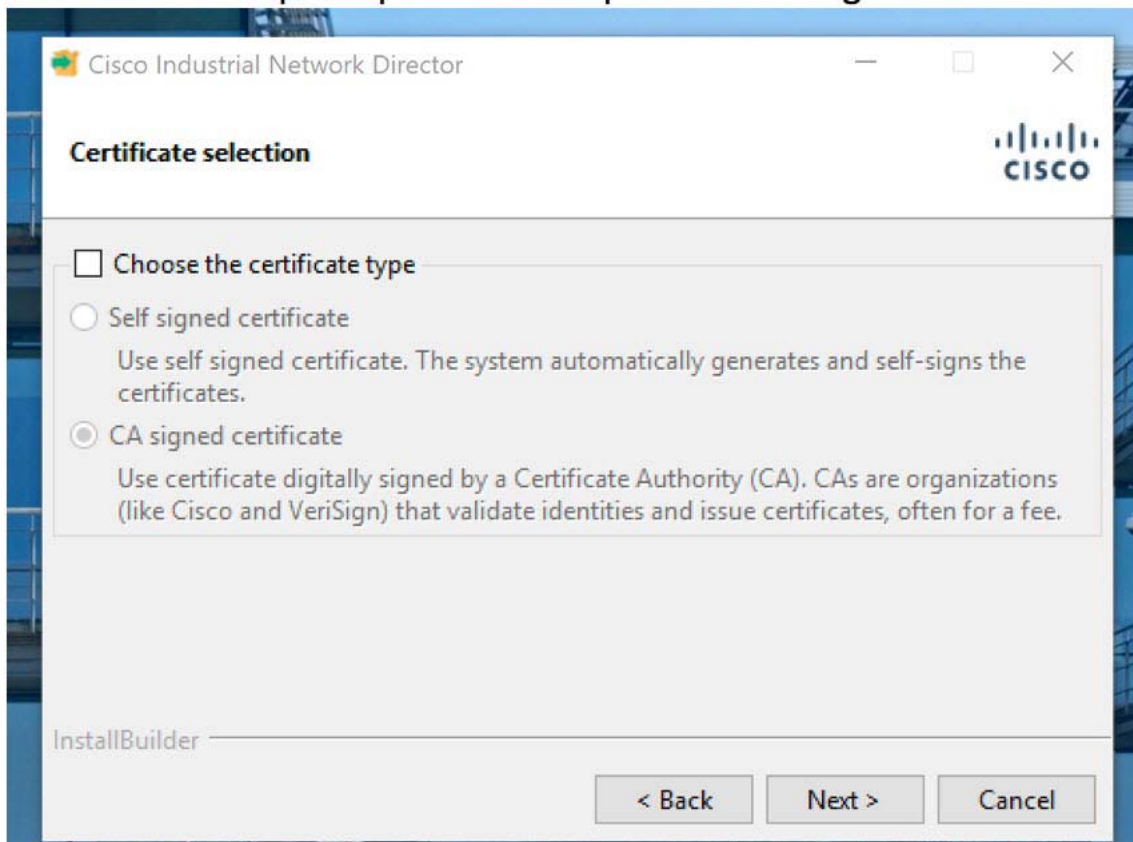 Cisco Industrial Network Director
Certificate selection
CISCO
Choose the certificate type
Self signed certificate
Use self signed certificate. The system automatically generates and self-signs the
certificates.
CA signed certificate
Use certificate digitally signed by a Certificate Authority (CA). CAs are organizations
(like Cisco and VeriSign) that validate identities and issue certificates, often for a fee.
InstallBuilder
< Back
Next >
Cancel